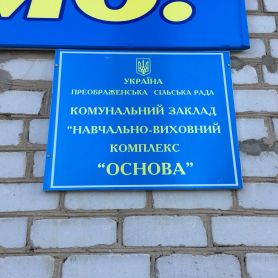 УКРАЇНА
ПРЕОБРАЖЕНСЬКА СІЛЬСЬКА РАДА
КОМУНАЛЬНИЙ ЗАКЛАД
"НАВЧАЛЬНО-ВИХОВНИЙ
КОМПЛЕКС
"ОСНОВА"